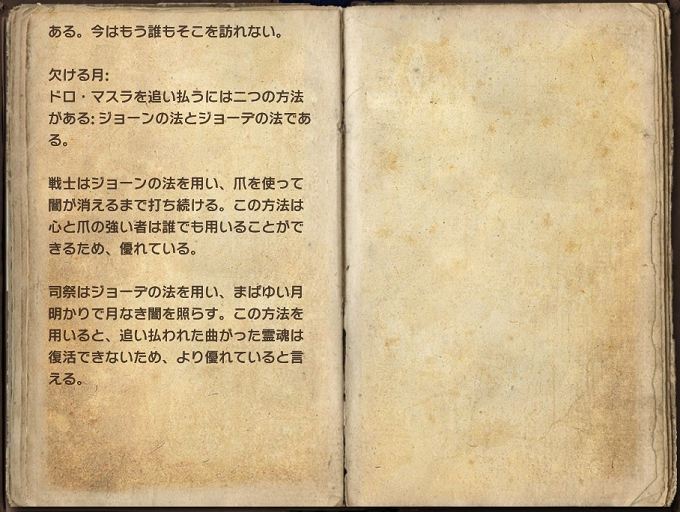 ある。今はもう誰もそこを訪れない。
欠ける月:
ドロ・マスラを追い払うには二つの方法
がある: ジョーンの法とジョーデの法であ
る。
戦士はジョーンの法を用い、爪を使って
闇が消えるまで打ち続ける。この方法は
心と爪の強い者は誰でも用いることがで
きるため、優れている。
司祭はジョーデの法を用い、まばゆい月
明かりで月なき闇を照らす。この方法を
用いると、追い払われた曲がった霊魂は
復活できないため、より優れていると言
える。